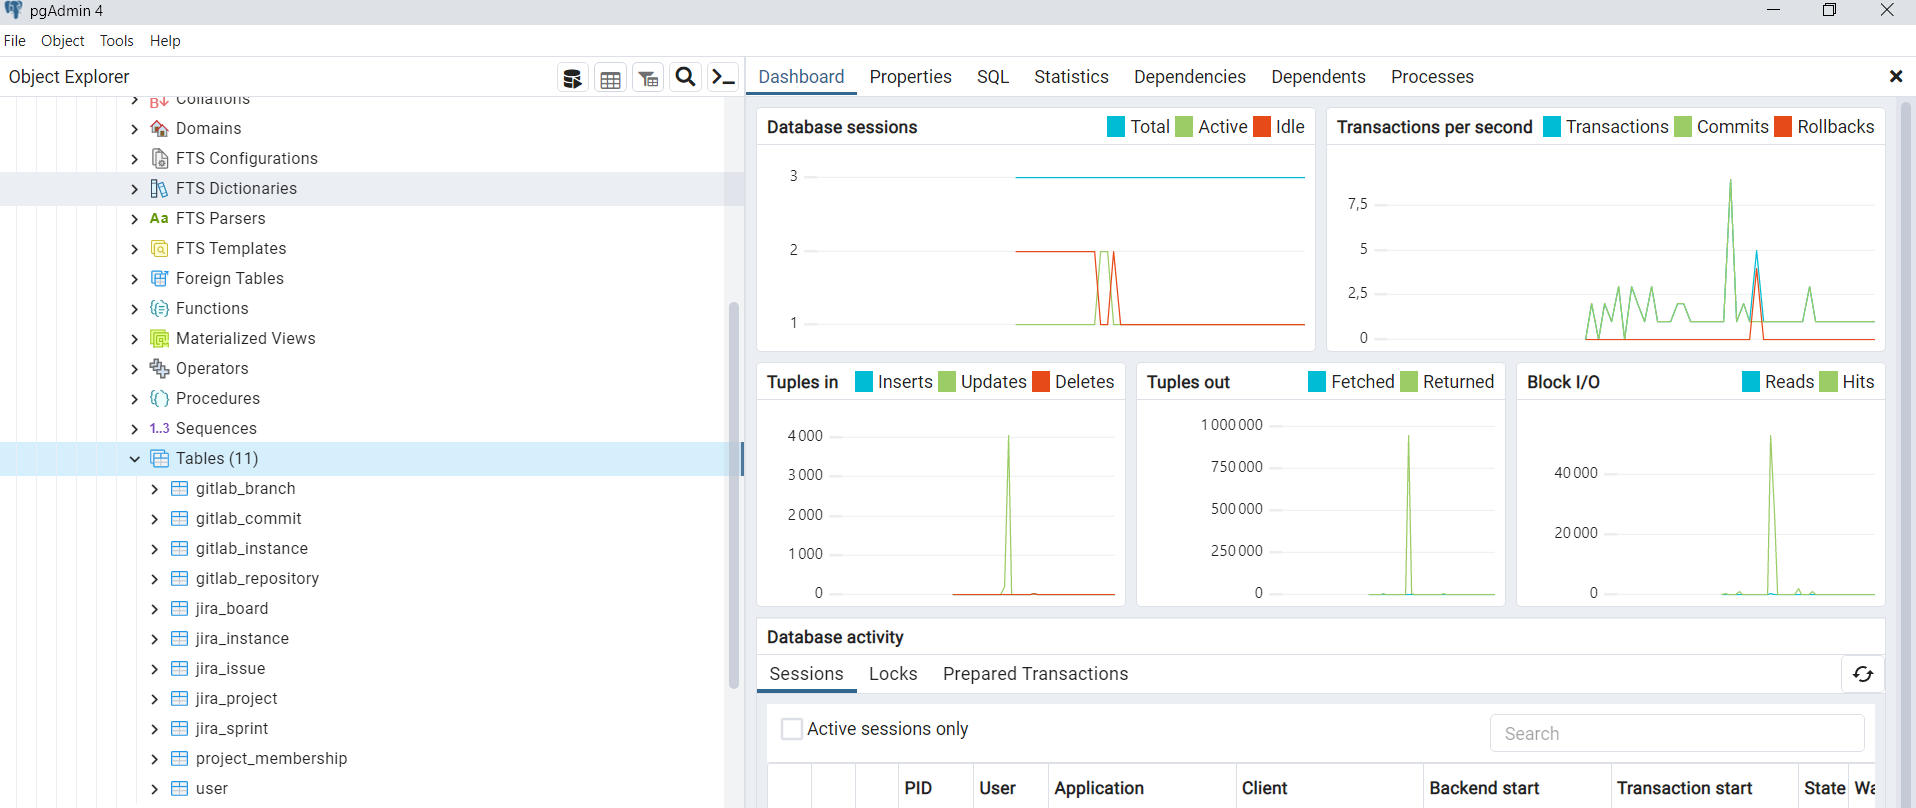 pgAdmin 4
File Object Tools Help
Object Explorer
Dashboard Properties SQL Statistics Dependencies Dependents Processes
Collations
Domains
FTS Configurations
FTS Dictionaries
Aa FTS Parsers
FTS Templates
Foreign Tables
Functions
Materialized Views
Operators
Procedures
1..3 Sequences
Tables (11)
gitlab_branch
gitlab_commit
gitlab_instance
gitlab_repository
jira_board
jira_instance
jira_issue
jira_project
jira_sprint
project_membership
user
Database sessions Total Active Idle
3
2
1
Transactions per second Transactions Commits Rollbacks
7,5
5
2,5
0
Tuples in Inserts Updates Deletes
4 000
3 000
2 000
1 000
0
Tuples out Fetched Returned
1 000 000
750 000
500 000
250 000
0
Block I/O Reads Hits
40 000
20 000
0
Database activity
Sessions Locks Prepared Transactions
Active sessions only
Search
PID User Application Client Backend start Transaction start State Wa